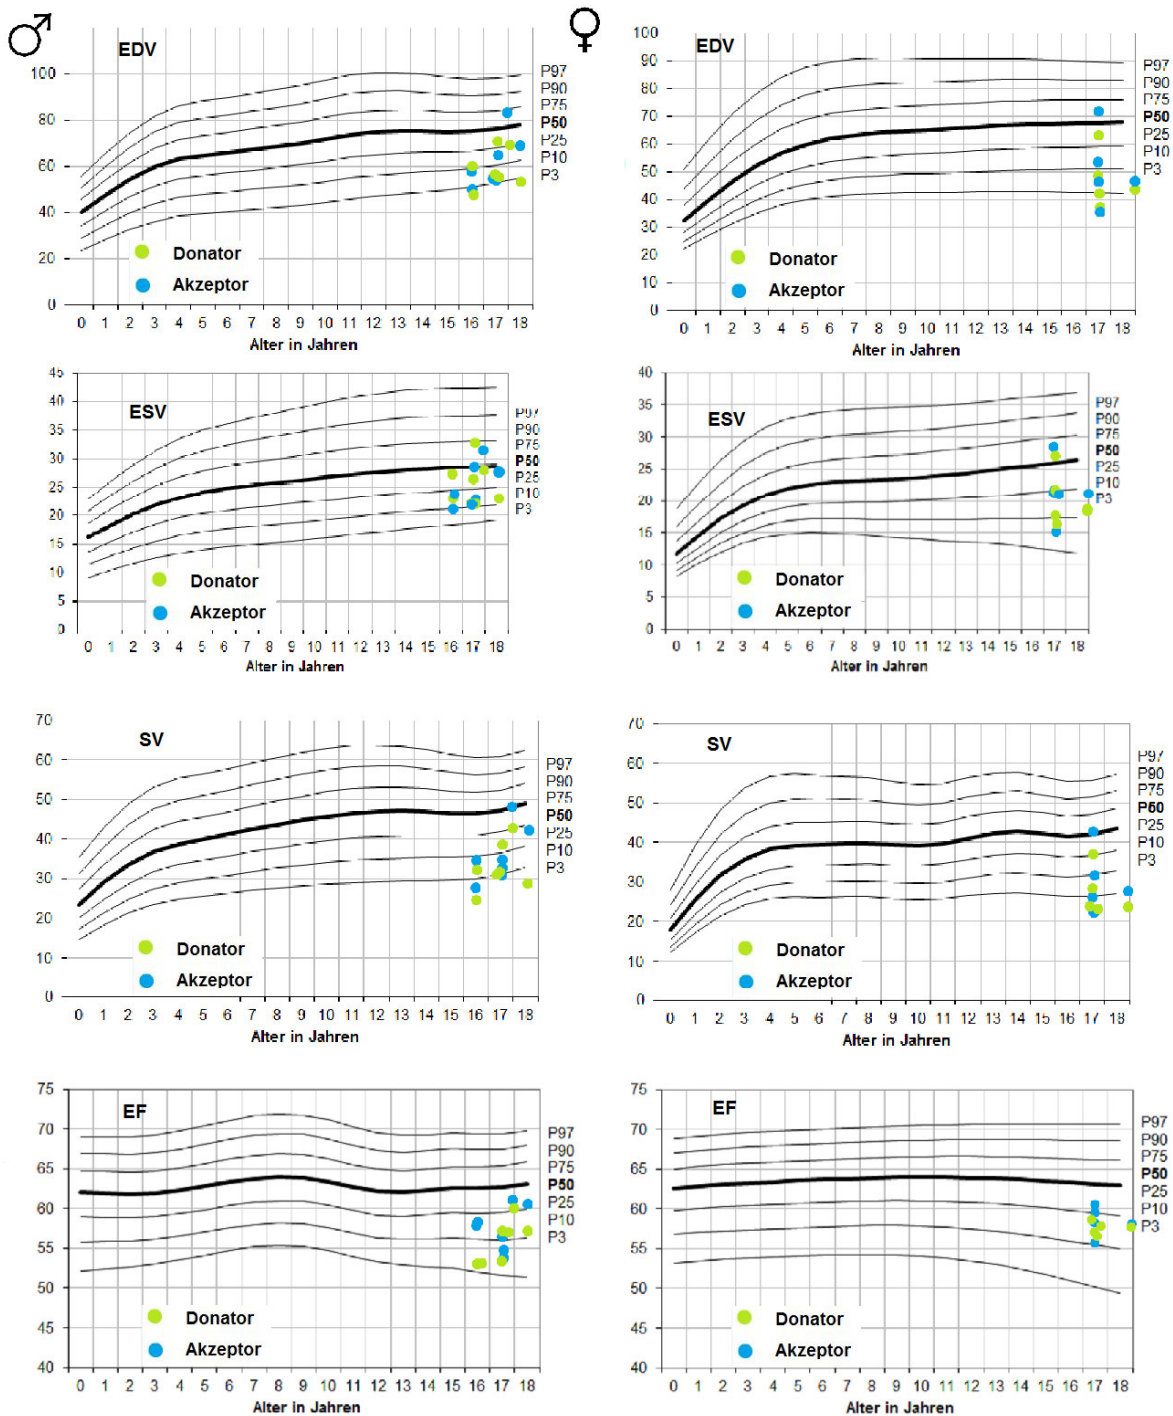 ♂
EDV
100
80
60
40
20
0
P97
P90
P75
P50
P25
P10
P3
Donator
Akzeptor
0 1 2 3 4 5 6 7 8 9 10 11 12 13 14 15 16 17 18
Alter in Jahren
♀
EDV
100
90
80
70
60
50
40
30
20
10
0
P97
P90
P75
P50
P25
P10
P3
Donator
Akzeptor
0 1 2 3 4 5 6 7 8 9 10 11 12 13 14 15 16 17 18
Alter in Jahren
ESV
45
40
35
30
25
20
15
10
5
0
P97
P90
P75
P50
P25
P10
P3
Donator
Akzeptor
0 1 2 3 4 5 6 7 8 9 10 11 12 13 14 15 16 17 18
Alter in Jahren
ESV
40
35
30
25
20
15
10
5
0
P97
P90
P75
P50
P25
P10
P3
Donator
Akzeptor
0 1 2 3 4 5 6 7 8 9 10 11 12 13 14 15 16 17 18
Alter in Jahren
SV
70
60
50
40
30
20
10
0
P97
P90
P75
P50
P25
P10
P3
Donator
Akzeptor
0 1 2 3 4 5 6 7 8 9 10 11 12 13 14 15 16 17 18
Alter in Jahren
SV
70
60
50
40
30
20
10
0
P97
P90
P75
P50
P25
P10
P3
Donator
Akzeptor
0 1 2 3 4 5 6 7 8 9 10 11 12 13 14 15 16 17 18
Alter in Jahren
EF
75
70
65
60
55
50
45
40
P97
P90
P75
P50
P25
P10
P3
Donator
Akzeptor
0 1 2 3 4 5 6 7 8 9 10 11 12 13 14 15 16 17 18
Alter in Jahren
EF
75
70
65
60
55
50
45
40
P97
P90
P75
P50
P25
P10
P3
Donator
Akzeptor
0 1 2 3 4 5 6 7 8 9 10 11 12 13 14 15 16 17 18
Alter in Jahren